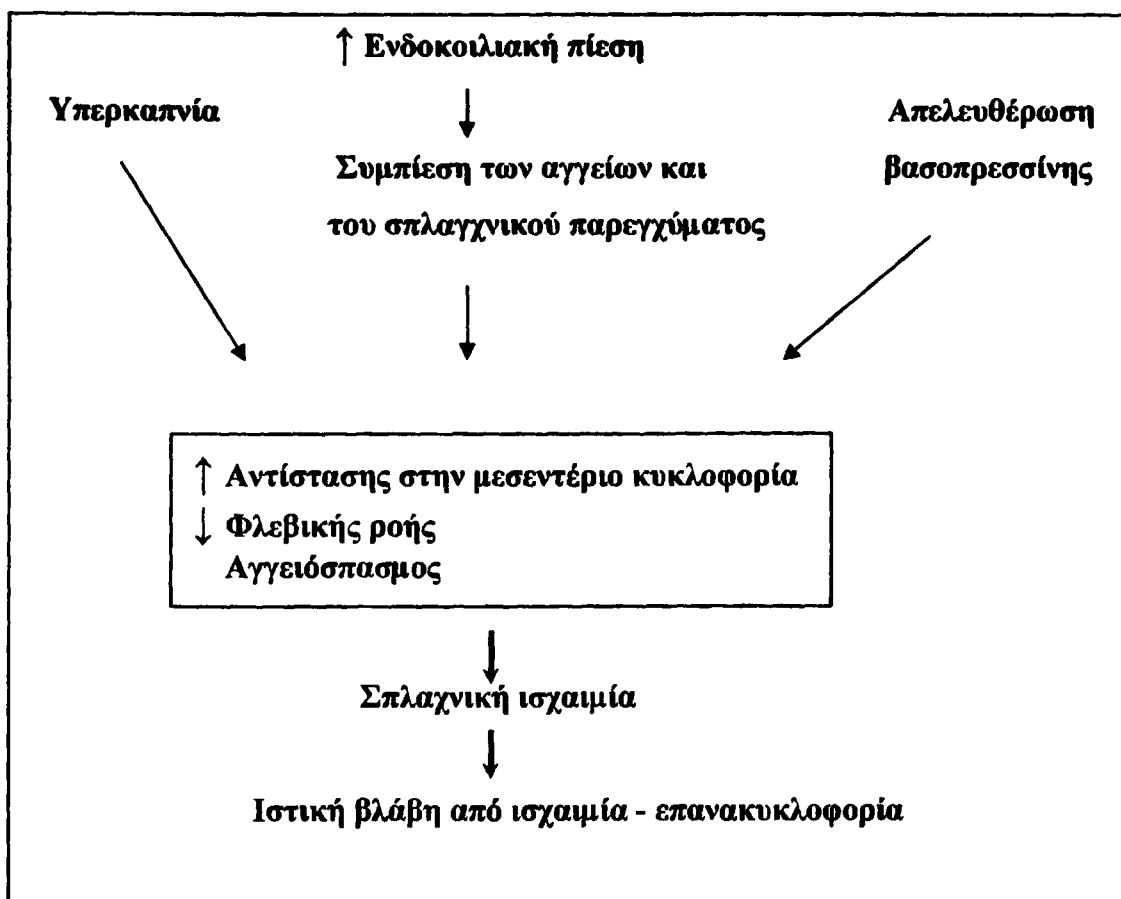 ↑ Ενδοκοιλιακή πίεση
Υπερκαπνία
Απελευθέρωση
βασοπρεσσίνης
Συμπίεση των αγγείων και
του σπλαγχνικού παρεγχύματος
↑ Αντίστασης στην μεσεντέριο κυκλοφορία
↓ Φλεβικής ροής
Αγγειόσπασμος
Σπλαχνική ισχαιμία
Ιστική βλάβη από ισχαιμία - επανακυκλοφορία